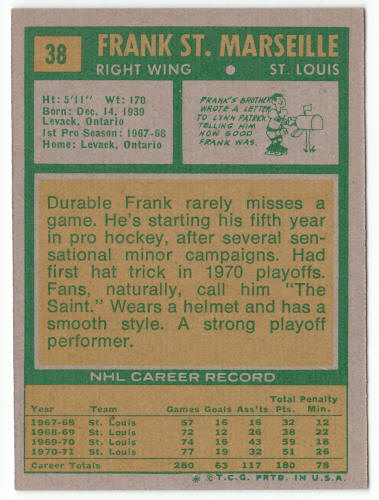 38
FRANK ST. MARSEILLE
RIGHT WING • ST. LOUIS
Ht: 5'11" Wt: 170
Born: Dec. 14, 1939
Levack, Ontario
1st Pro Season: 1967-68
Home: Levack, Ontario
FRANK'S BROTHER
WROTE A LETTER
TO LYNN PATRICK
TELLING HIM
HOW GOOD
FRANK WAS.
Durable Frank rarely misses a
game. He's starting his fifth year
in pro hockey, after several sen-
sational minor campaigns. Had
first hat trick in 1970 playoffs.
Fans, naturally, call him "The
Saint." Wears a helmet and has
a smooth style. A strong playoff
performer.
NHL CAREER RECORD
Total Penalty
Year Team Games Goals Ass'ts Pts. Min.
1967-68 St. Louis 57 16 16 32 12
1968-69 St. Louis 72 12 26 38 22
1969-70 St. Louis 74 16 43 59 18
1970-71 St. Louis 77 19 32 51 26
Career Totals 280 63 117 180 78
* © T.C.G. PRTD. IN U.S.A.